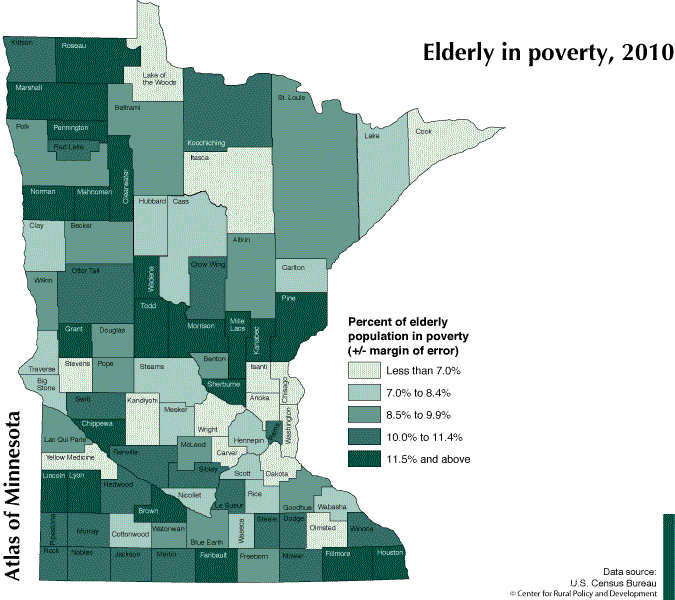 Elderly in poverty, 2010
Kittson
Roseau
Lake of
the Woods
Marshall
Beltrami
St. Louis
Koochiching
Polk
Pennington
Red Lake
Cook
Lake
Itasca
Clearwater
Norman
Mahnomen
Hubbard
Cass
Clay
Becker
Aitkin
Otter Tail
Crow Wing
Carlton
Wilkin
Wadena
Todd
Pine
Morrison
Mille
Lacs
Kanabec
Grant
Douglas
Stevens
Pope
Traverse
Big
Stone
Stearns
Benton
Isanti
Sherburne
Chisago
Anoka
Swift
Kandiyohi
Meeker
Wright
Washington
Chippewa
Lac Qui Parle
Hennepin
McLeod
Carver
Renville
Yellow Medicine
Scott
Dakota
Sibley
Lincoln
Lyon
Redwood
Nicollet
Le Sueur
Rice
Goodhue
Wabasha
Brown
Pipestone
Murray
Cottonwood
Watonwan
Blue Earth
Waseca
Steele
Dodge
Olmsted
Winona
Rock
Nobles
Jackson
Martin
Faribault
Freeborn
Mower
Fillmore
Houston
Percent of elderly
population in poverty
(+/- margin of error)
Less than 7.0%
7.0% to 8.4%
8.5% to 9.9%
10.0% to 11.4%
11.5% and above
Atlas of Minnesota
Data source:
U.S. Census Bureau
© Center for Rural Policy and Development